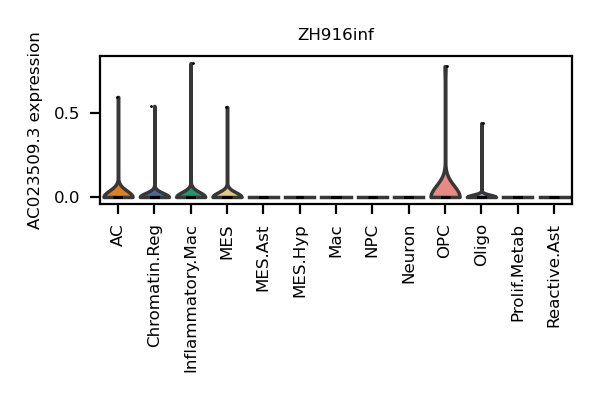 ZH916inf
AC023509.3 expression
0.5
0.0
AC
Chromatin.Reg
Inflammatory.Mac
MES
MES.Ast
MES.Hyp
Mac
NPC
Neuron
OPC
Oligo
Prolif.Metab
Reactive.Ast